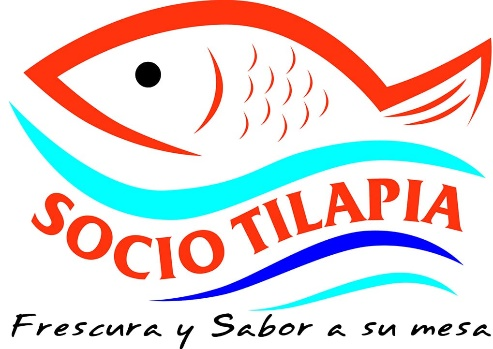 SOCIO TILAPIA
Frescura y Sabor a su mesa